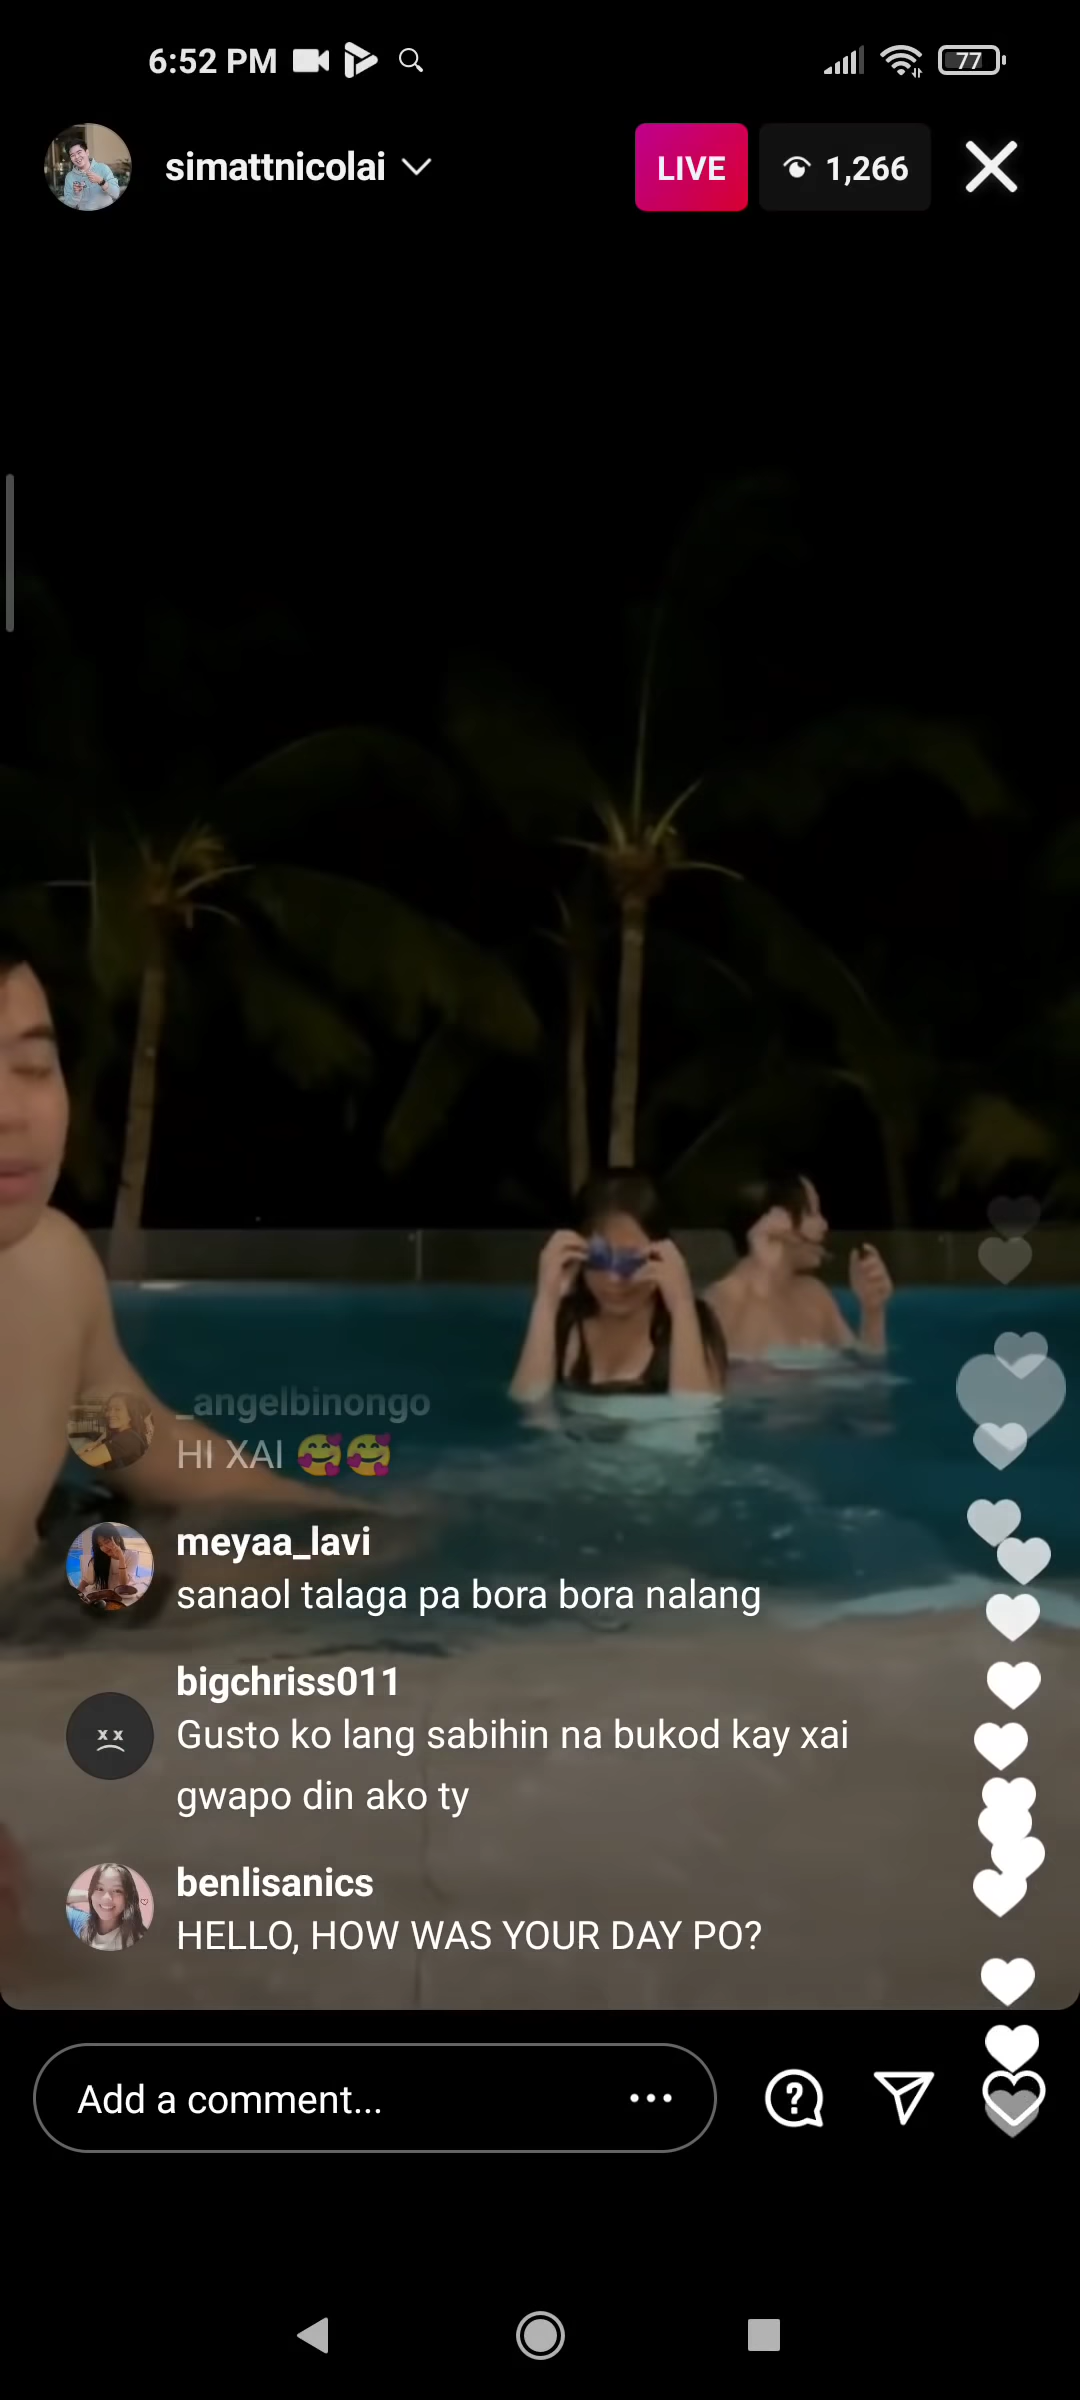 6:52 PM
77
simattnicolai
LIVE
1,266
_angelbinongo
HI XAI 🥰🥰
meyaa_lavi
sanaol talaga pa bora bora nalang
bigchriss011
Gusto ko lang sabihin na bukod kay xai
gwapo din ako ty
benlisanics
HELLO, HOW WAS YOUR DAY PO?
Add a comment...